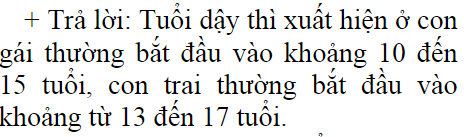 + Trả lời: Tuổi dậy thì xuất hiện ở con
gái thường bắt đầu vào khoảng 10 đến
15 tuổi, con trai thường bắt đầu vào
khoảng từ 13 đến 17 tuổi.